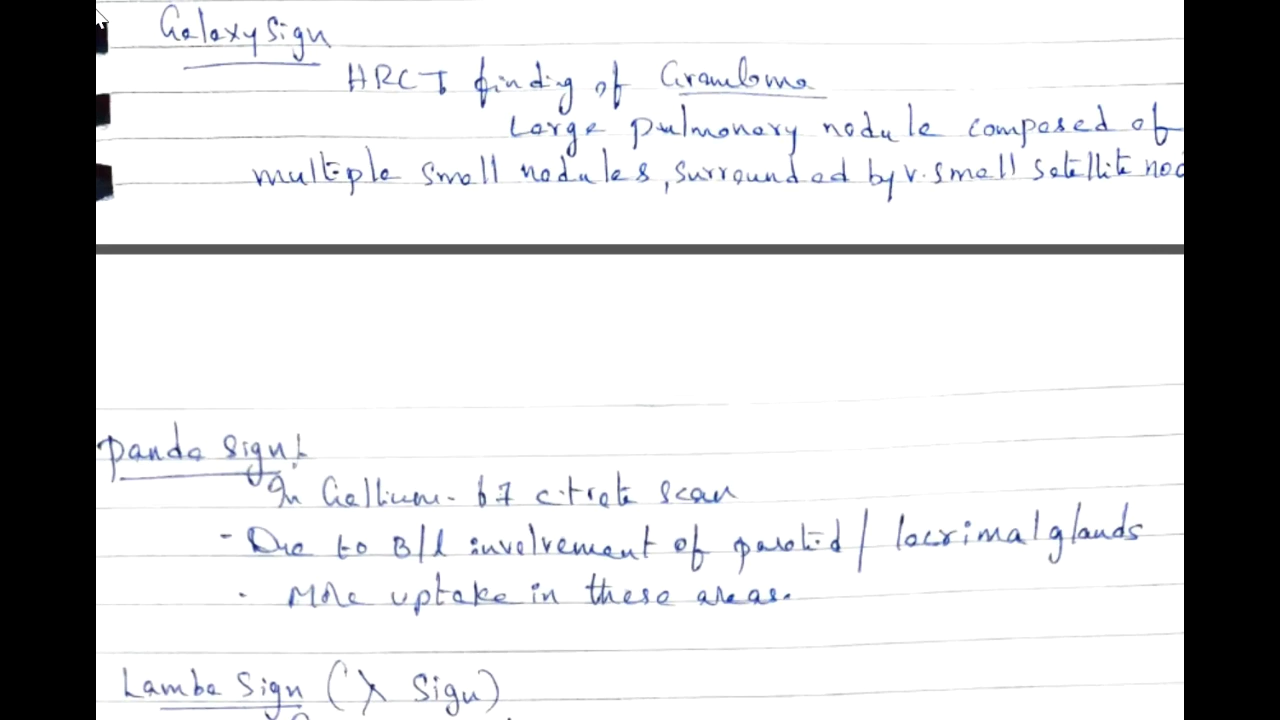 Galaxy Sign
HRCT finding of Granuloma
Large pulmonary nodule composed of
multiple small nodules, surrounded by v. small satellite nod
Panda Sign:
In Gallium-67 citrate scan
- Due to B/l involvement of parotid / lacrimal glands
. More uptake in these areas.
Lamba Sign (λ Sign)